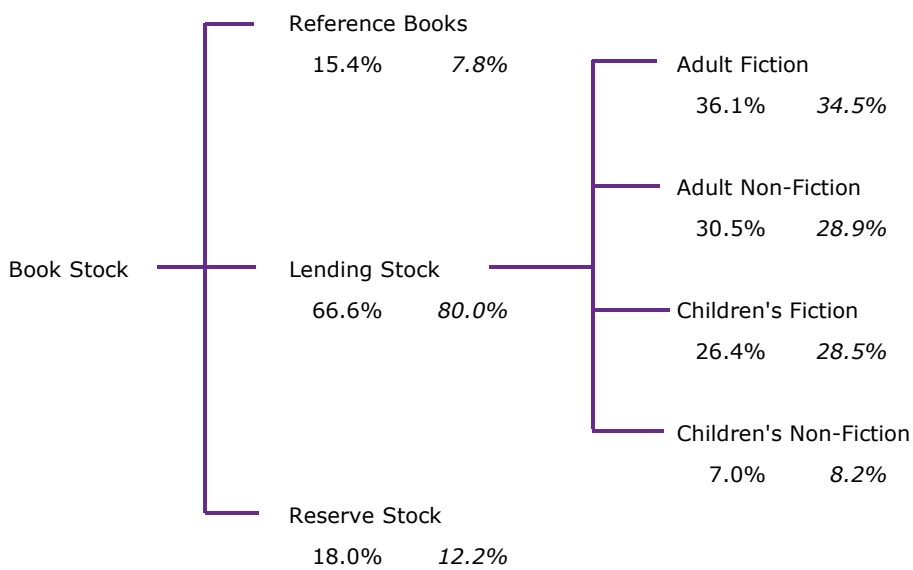 Reference Books
15.4% 7.8%
Adult Fiction
36.1% 34.5%
Adult Non-Fiction
30.5% 28.9%
Book Stock
Lending Stock
66.6% 80.0%
Children's Fiction
26.4% 28.5%
Children's Non-Fiction
7.0% 8.2%
Reserve Stock
18.0% 12.2%